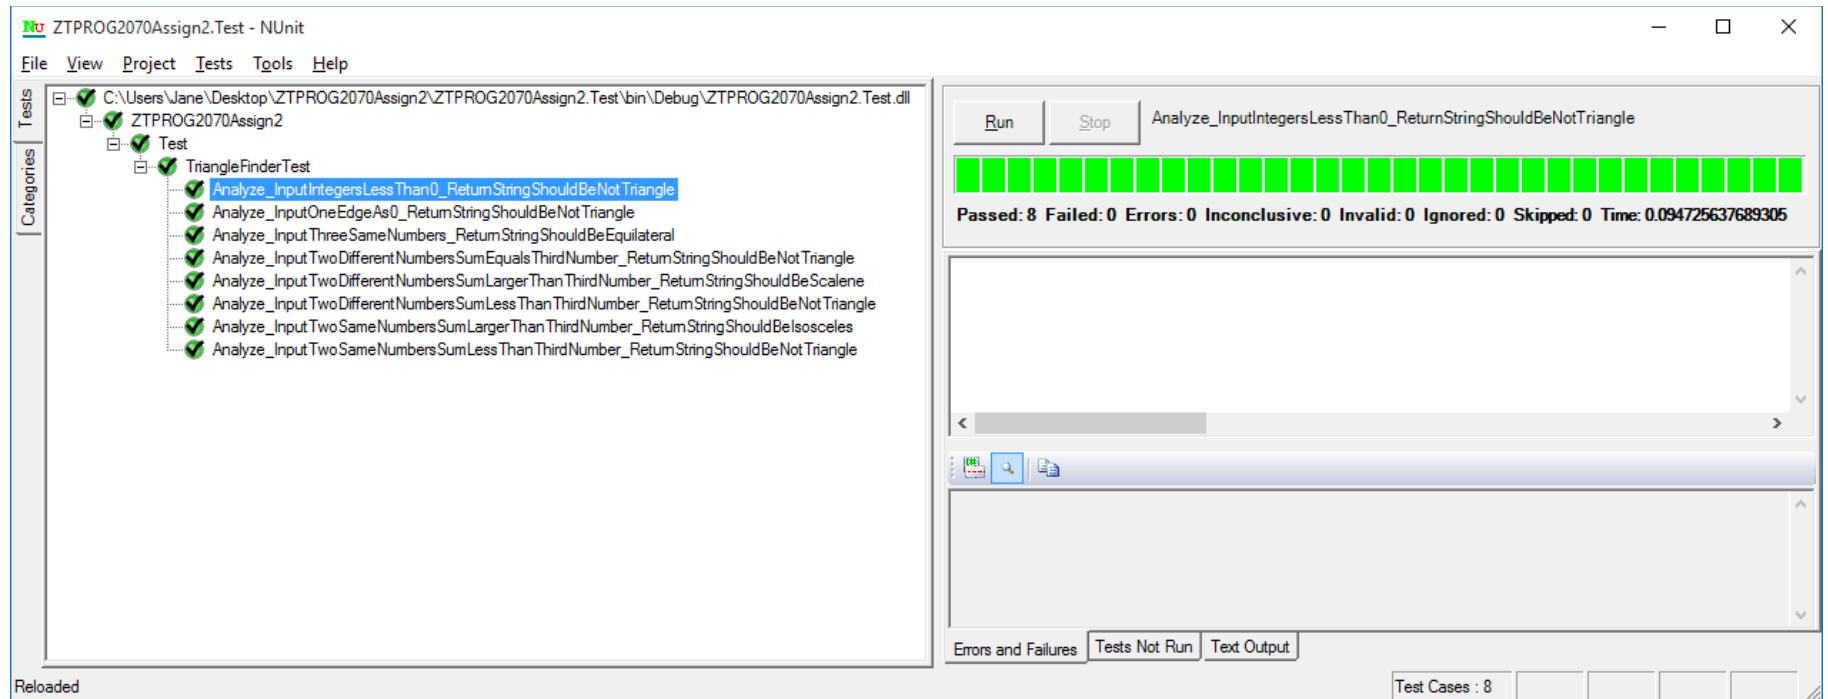 NU ZTPROG2070Assign2.Test - NUnit
File View Project Tests Tools Help
Tests
Categories
C:\Users\Jane\Desktop\ZTPROG2070Assign2\ZTPROG2070Assign2.Test\bin\Debug\ZTPROG2070Assign2.Test.dll
ZTPROG2070Assign2
Test
TriangleFinderTest
Analyze_InputIntegersLessThan0_ReturnStringShouldBeNotTriangle
Analyze_InputOneEdgeAs0_ReturnStringShouldBeNotTriangle
Analyze_InputThreeSameNumbers_ReturnStringShouldBeEquilateral
Analyze_InputTwoDifferentNumbersSumEqualsThirdNumber_ReturnStringShouldBeNotTriangle
Analyze_InputTwoDifferentNumbersSumLargerThanThirdNumber_ReturnStringShouldBeScalene
Analyze_InputTwoDifferentNumbersSumLessThanThirdNumber_ReturnStringShouldBeNotTriangle
Analyze_InputTwoSameNumbersSumLargerThanThirdNumber_ReturnStringShouldBeIsosceles
Analyze_InputTwoSameNumbersSumLessThanThirdNumber_ReturnStringShouldBeNotTriangle
Run Stop Analyze_InputIntegersLessThan0_ReturnStringShouldBeNotTriangle
Passed: 8 Failed: 0 Errors: 0 Inconclusive: 0 Invalid: 0 Ignored: 0 Skipped: 0 Time: 0.094725637689305
Errors and Failures Tests Not Run Text Output
Reloaded
Test Cases : 8